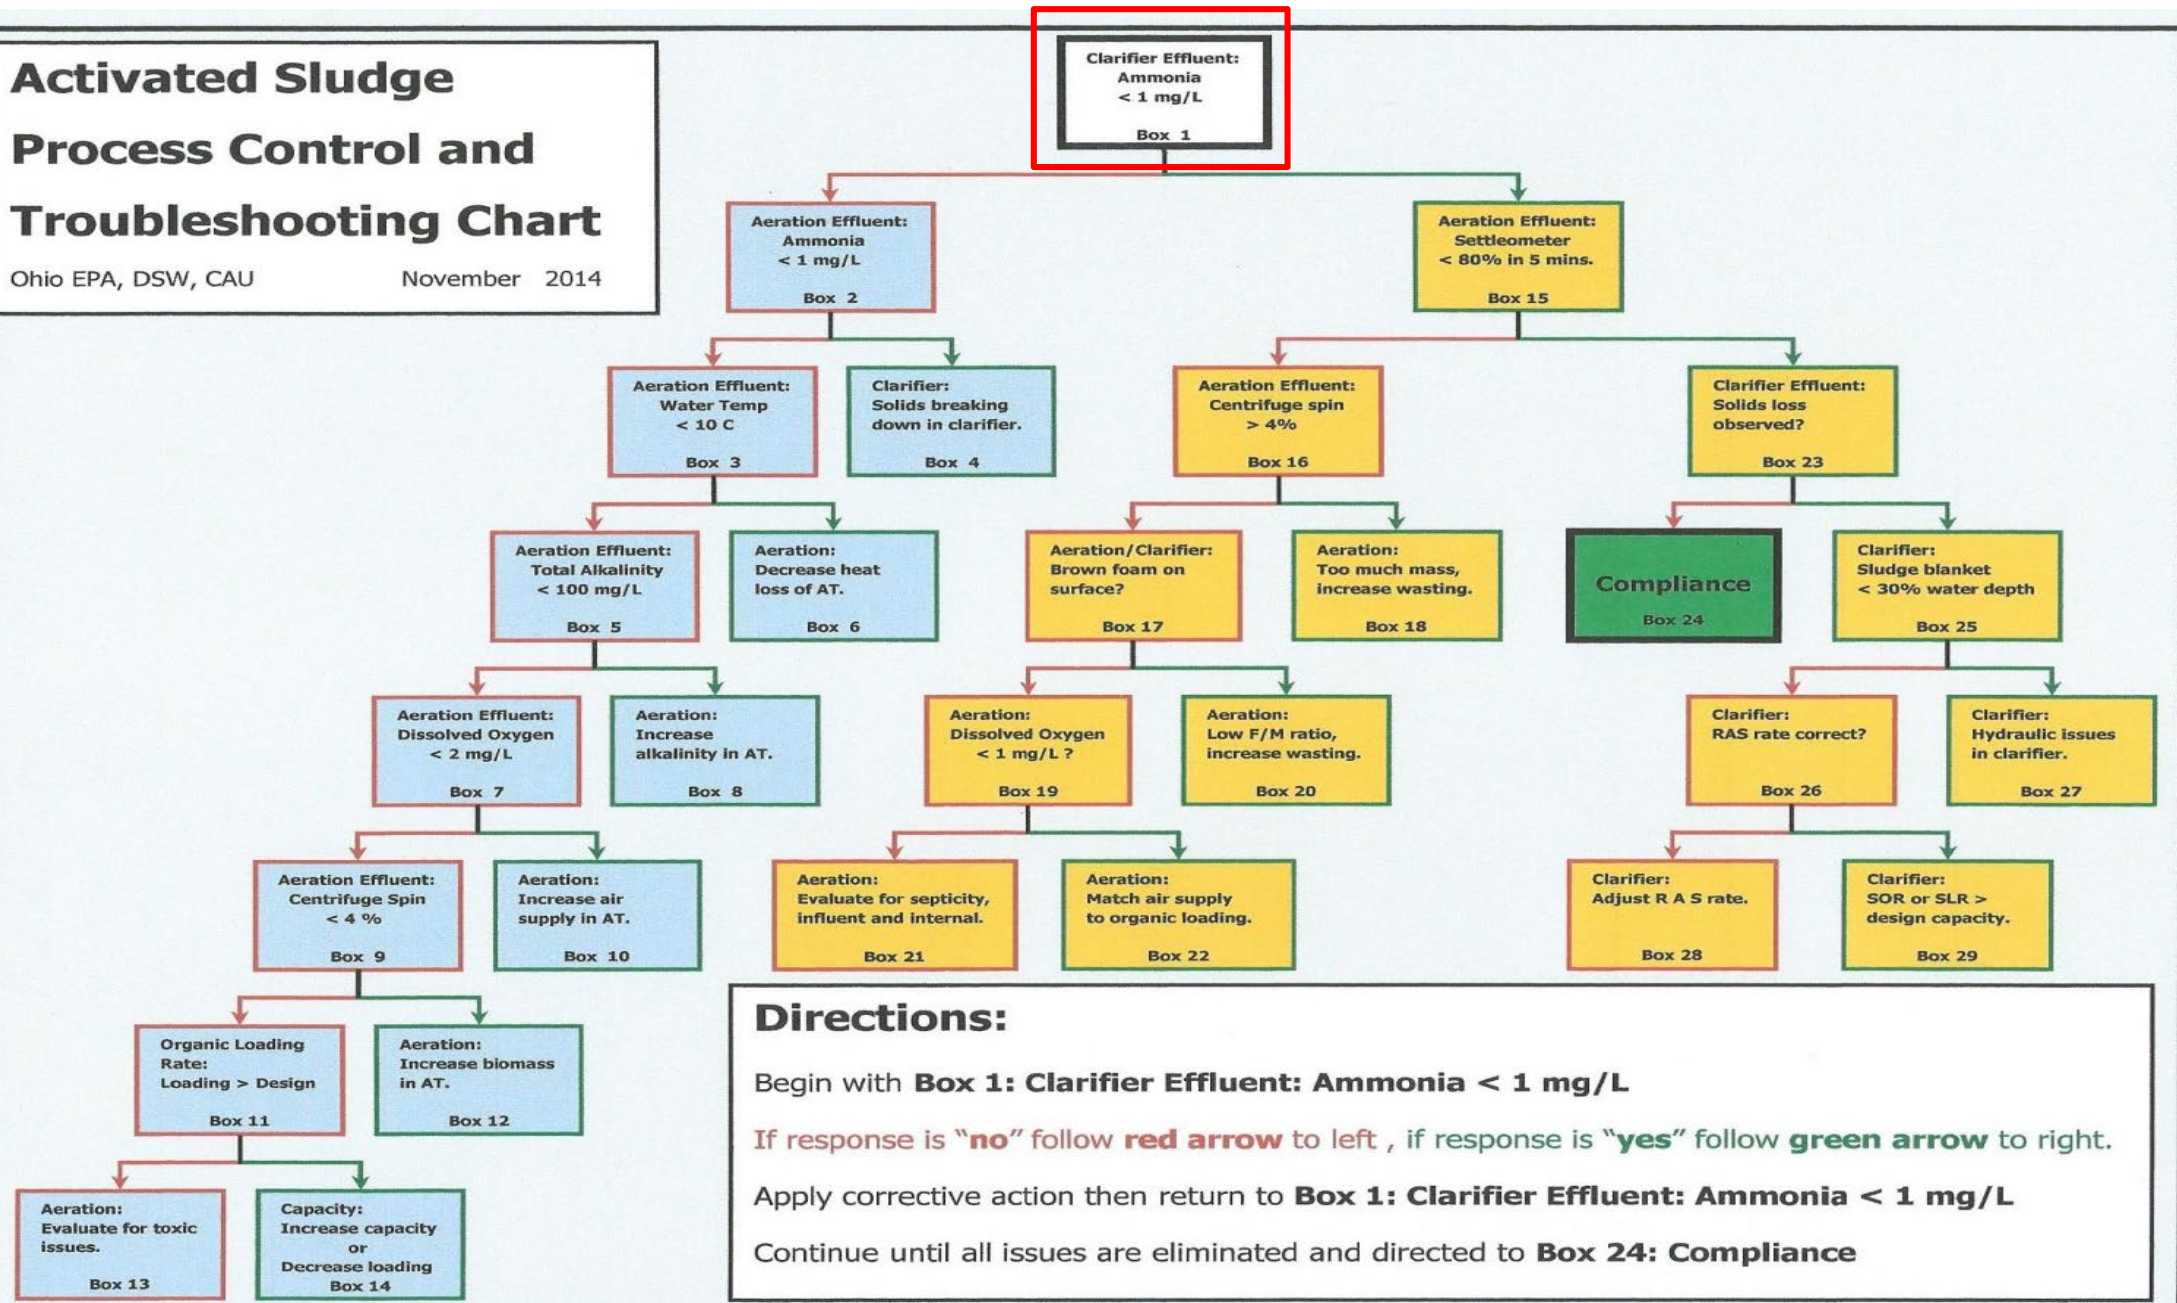 Activated Sludge
Process Control and
Troubleshooting Chart
Ohio EPA, DSW, CAU November 2014
Clarifier Effluent:
Ammonia
< 1 mg/L
Box 1
Aeration Effluent:
Ammonia
< 1 mg/L
Box 2
Aeration Effluent:
Settleometer
< 80% in 5 mins.
Box 15
Aeration Effluent:
Water Temp
< 10 C
Box 3
Clarifier:
Solids breaking
down in clarifier.
Box 4
Aeration Effluent:
Centrifuge spin
> 4%
Box 16
Clarifier Effluent:
Solids loss
observed?
Box 23
Aeration Effluent:
Total Alkalinity
< 100 mg/L
Box 5
Aeration:
Decrease heat
loss of AT.
Box 6
Aeration/Clarifier:
Brown foam on
surface?
Box 17
Aeration:
Too much mass,
increase wasting.
Box 18
Compliance
Box 24
Clarifier:
Sludge blanket
< 30% water depth
Box 25
Aeration Effluent:
Dissolved Oxygen
< 2 mg/L
Box 7
Aeration:
Increase
alkalinity in AT.
Box 8
Aeration:
Dissolved Oxygen
< 1 mg/L ?
Box 19
Aeration:
Low F/M ratio,
increase wasting.
Box 20
Clarifier:
RAS rate correct?
Box 26
Clarifier:
Hydraulic issues
in clarifier.
Box 27
Aeration Effluent:
Centrifuge Spin
< 4 %
Box 9
Aeration:
Increase air
supply in AT.
Box 10
Aeration:
Evaluate for septicity,
influent and internal.
Box 21
Aeration:
Match air supply
to organic loading.
Box 22
Clarifier:
Adjust R A S rate.
Box 28
Clarifier:
SOR or SLR >
design capacity.
Box 29
Organic Loading
Rate:
Loading > Design
Box 11
Aeration:
Increase biomass
in AT.
Box 12
Aeration:
Evaluate for toxic
issues.
Box 13
Capacity:
Increase capacity
or
Decrease loading
Box 14
Directions:
Begin with Box 1: Clarifier Effluent: Ammonia < 1 mg/L
If response is “no” follow red arrow to left , if response is “yes” follow green arrow to right.
Apply corrective action then return to Box 1: Clarifier Effluent: Ammonia < 1 mg/L
Continue until all issues are eliminated and directed to Box 24: Compliance